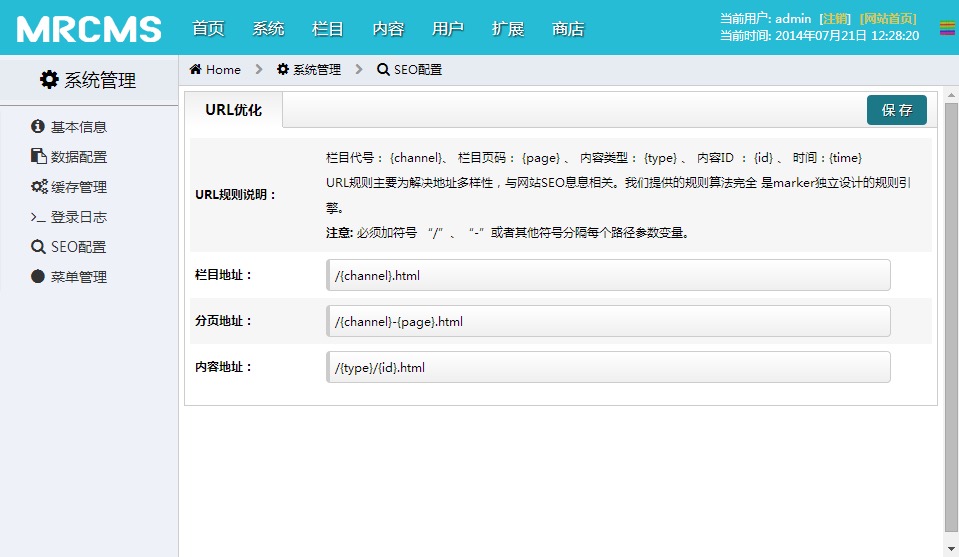 MRCMS 首页 系统 栏目 内容 用户 扩展 商店
当前用户: admin [注销] [网站首页]
当前时间: 2014年07月21日 12:28:20
系统管理
基本信息
数据配置
缓存管理
登录日志
SEO配置
菜单管理
Home 系统管理 SEO配置
URL优化
保 存
URL规则说明：
栏目代号： {channel}、 栏目页码： {page} 、 内容类型： {type} 、 内容ID ： {id} 、 时间：{time}
URL规则主要为解决地址多样性，与网站SEO息息相关。我们提供的规则算法完全 是marker独立设计的规则引
擎。
注意: 必须加符号 “/”、“-”或者其他符号分隔每个路径参数变量。
栏目地址： /{channel}.html
分页地址： /{channel}-{page}.html
内容地址： /{type}/{id}.html